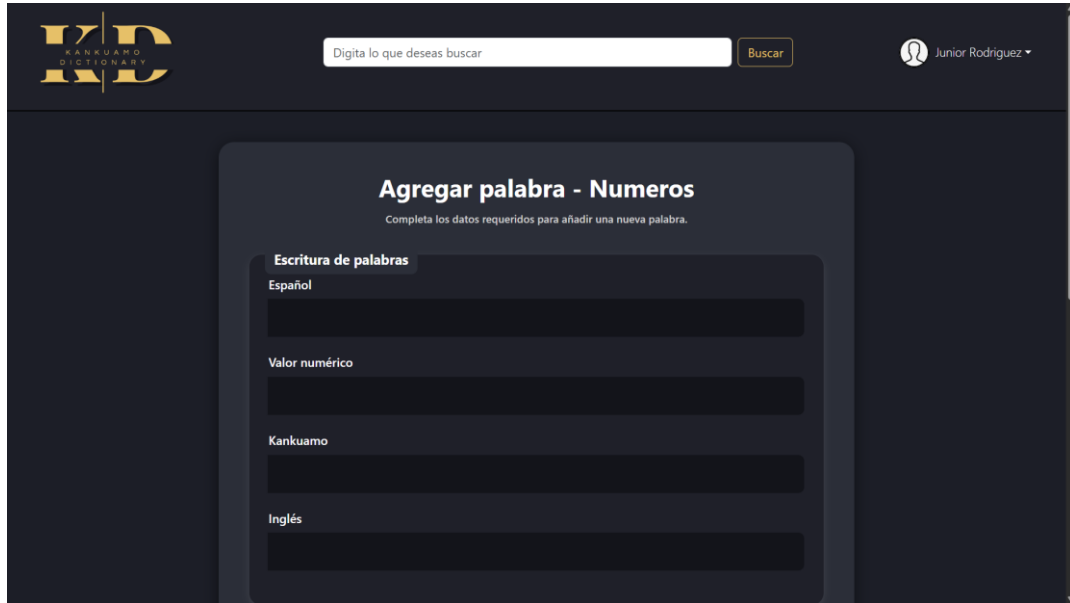 KD
KANKUAMO
DICTIONARY
Digita lo que deseas buscar
Buscar
Junior Rodriguez
Agregar palabra - Numeros
Completa los datos requeridos para añadir una nueva palabra.
Escritura de palabras
Español
Valor numérico
Kankuamo
Inglés